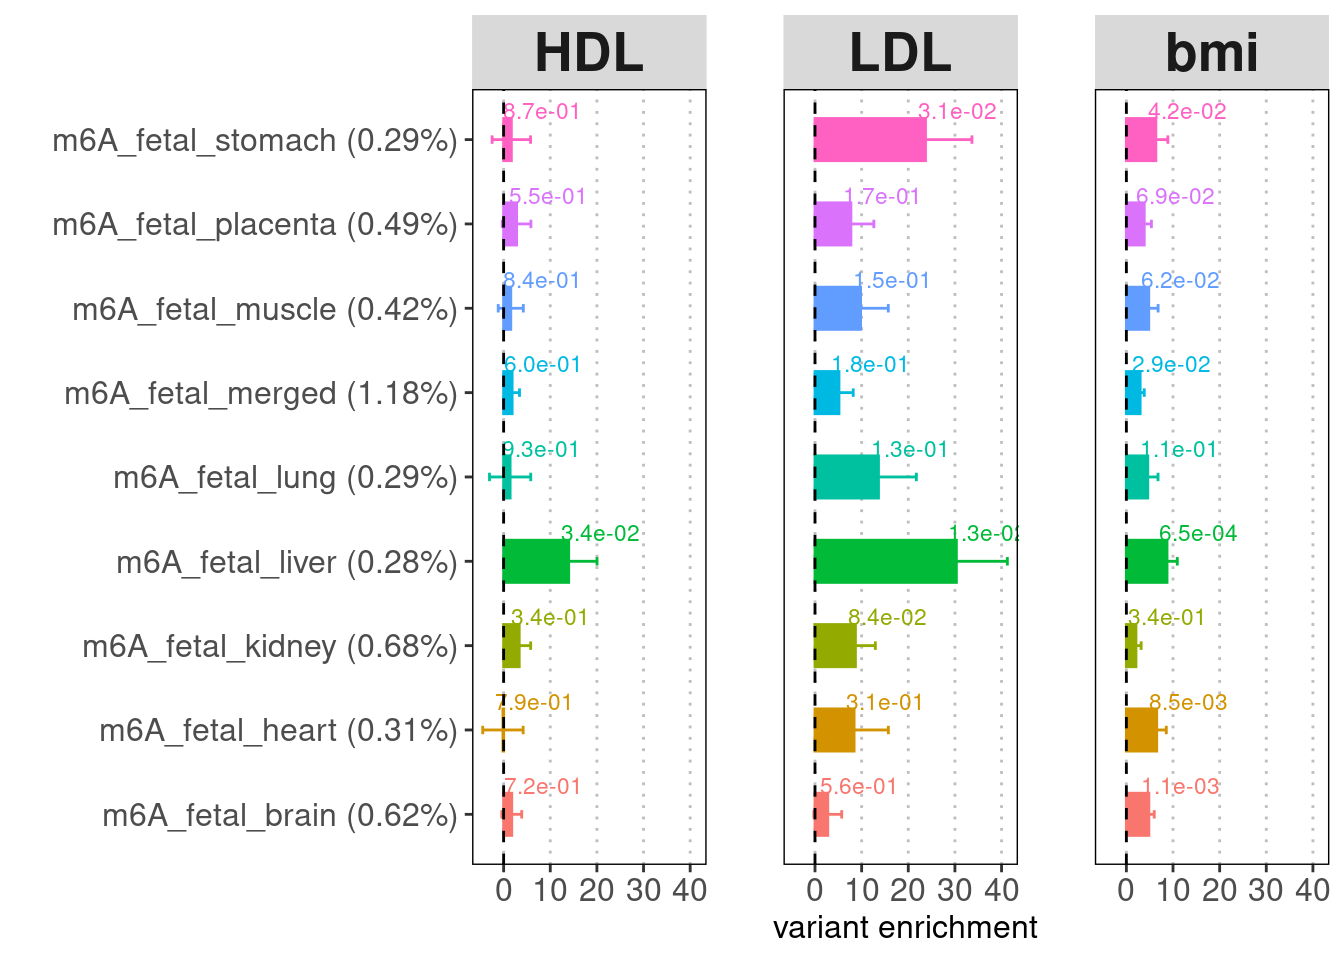 HDL LDL bmi
8.7e-01 3.1e-02 4.2e-02
m6A_fetal_stomach (0.29%)
5.5e-01 1.7e-01 6.9e-02
m6A_fetal_placenta (0.49%)
8.4e-01 1.5e-01 6.2e-02
m6A_fetal_muscle (0.42%)
6.0e-01 1.8e-01 2.9e-02
m6A_fetal_merged (1.18%)
9.3e-01 1.3e-01 1.1e-01
m6A_fetal_lung (0.29%)
3.4e-02 1.3e-02 6.5e-04
m6A_fetal_liver (0.28%)
3.4e-01 8.4e-02 3.4e-01
m6A_fetal_kidney (0.68%)
7.9e-01 3.1e-01 8.5e-03
m6A_fetal_heart (0.31%)
7.2e-01 5.6e-01 1.1e-03
m6A_fetal_brain (0.62%)
0 10 20 30 40 0 10 20 30 40 0 10 20 30 40
variant enrichment